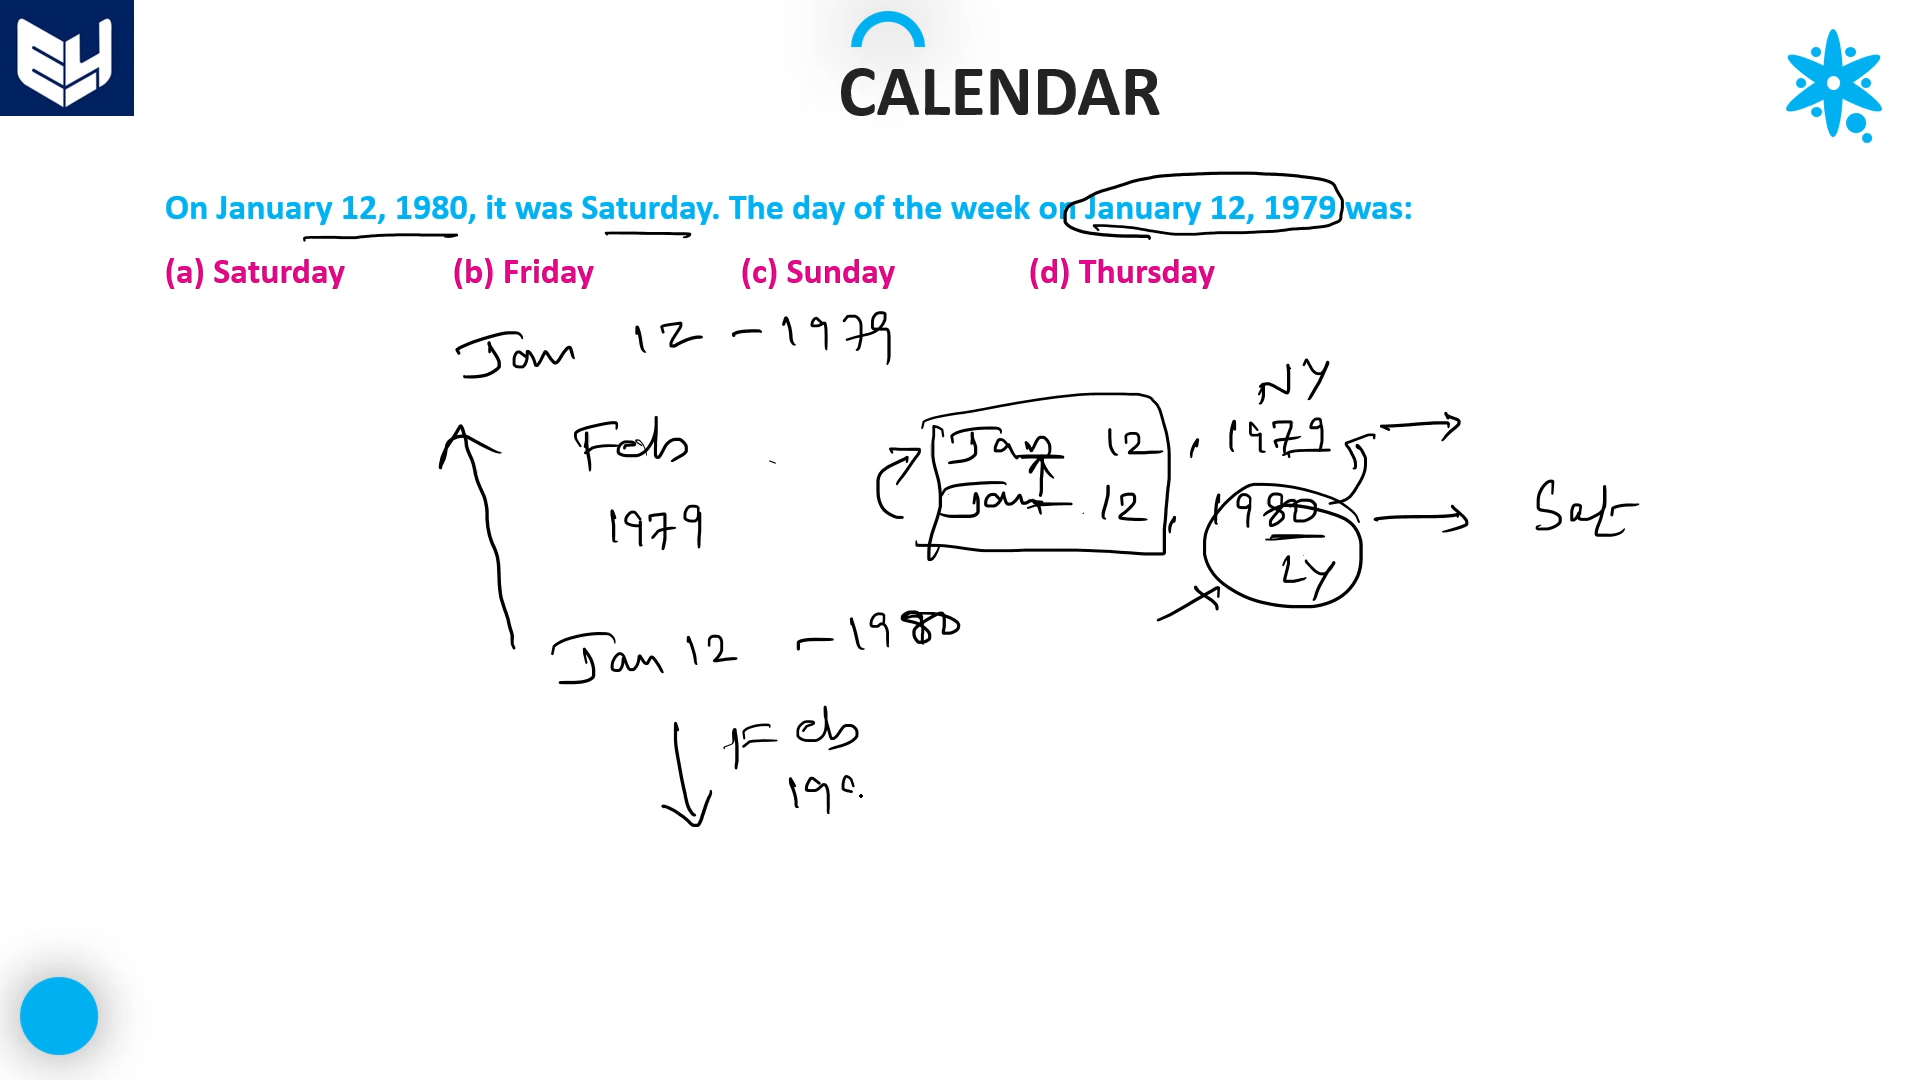 CALENDAR
On January 12, 1980, it was Saturday. The day of the week on January 12, 1979 was:
(a) Saturday (b) Friday (c) Sunday (d) Thursday
Jan 12 - 1979
NY
Feb
Jan 12, 1979
1979
Jan 12, 1980 Sat
LY
Jan 12 - 1980
Feb